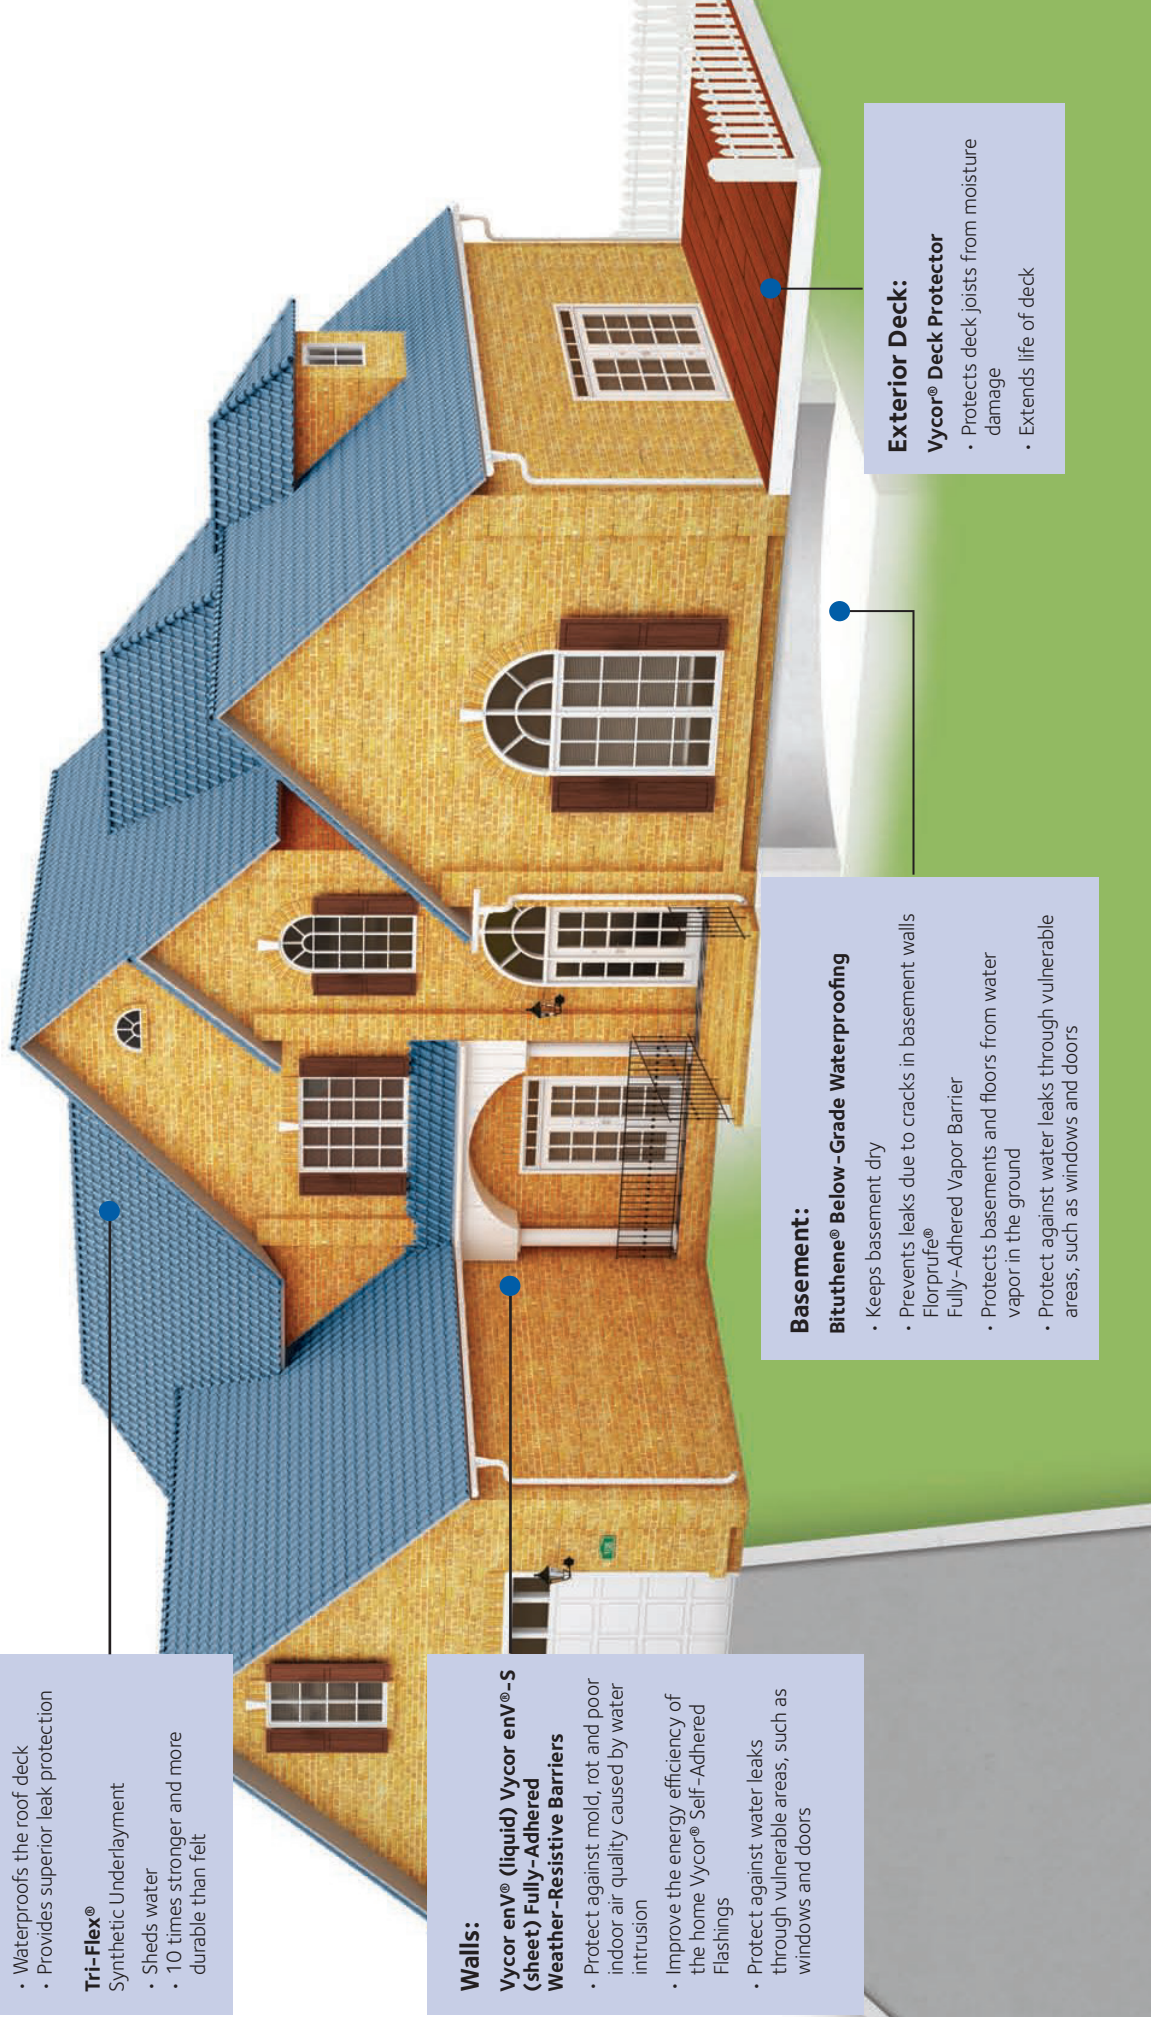 · Waterproofs the roof deck
· Provides superior leak protection
Tri-Flex®
Synthetic Underlayment
· Sheds water
· 10 times stronger and more
durable than felt
Walls:
Vycor enV® (liquid) Vycor enV®-S
(sheet) Fully-Adhered
Weather-Resistive Barriers
· Protect against mold, rot and poor
indoor air quality caused by water
intrusion
· Improve the energy efficiency of
the home Vycor® Self-Adhered
Flashings
· Protect against water leaks
through vulnerable areas, such as
windows and doors
Basement:
Bituthene® Below-Grade Waterproofing
· Keeps basement dry
· Prevents leaks due to cracks in basement walls
Florprufe®
Fully-Adhered Vapor Barrier
· Protects basements and floors from water
vapor in the ground
· Protect against water leaks through vulnerable
areas, such as windows and doors
Exterior Deck:
Vycor® Deck Protector
· Protects deck joists from moisture
damage
· Extends life of deck